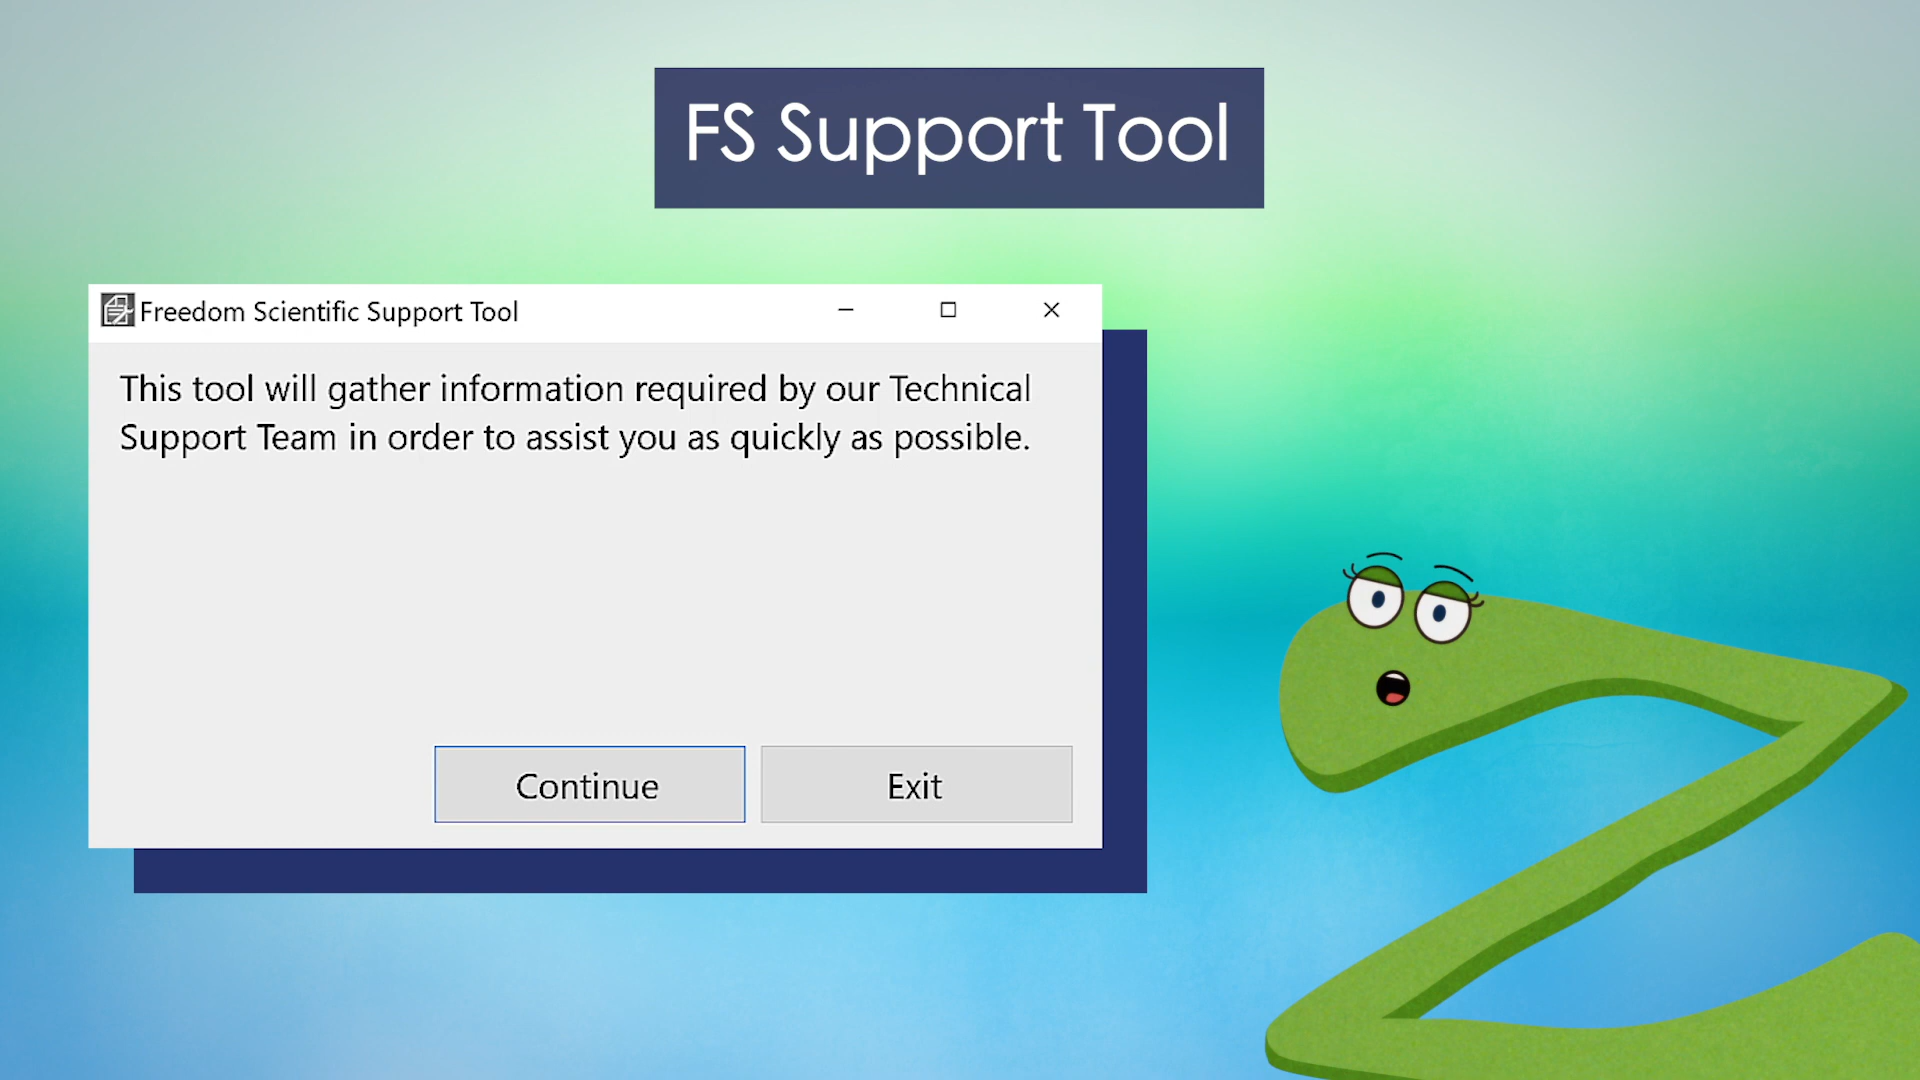 FS Support Tool
Freedom Scientific Support Tool
This tool will gather information required by our Technical
Support Team in order to assist you as quickly as possible.
Continue
Exit